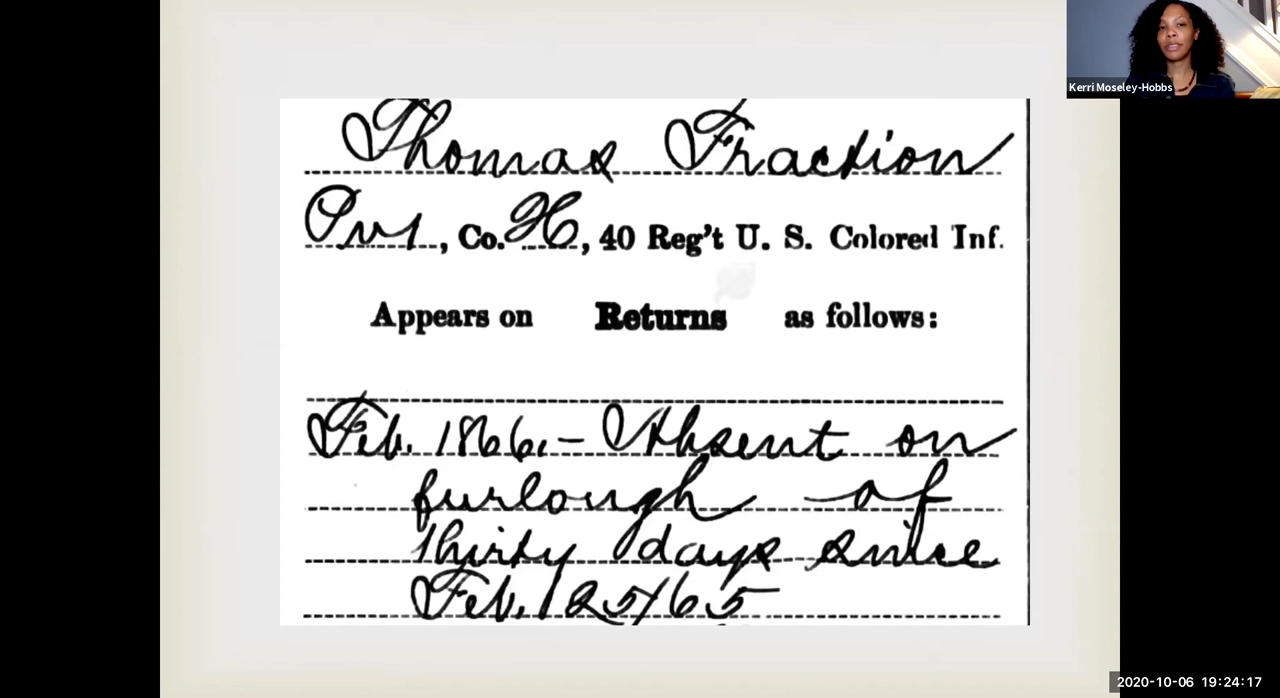 Kerri Moseley-Hobbs
Thomas Fraction
Pvt, Co. H, 40 Reg't U. S. Colored Inf.
Appears on Returns as follows:
Feb. 1866.- Absent on
furlough of
thirty days since
Feb. 25/65
2020-10-06 19:24:17